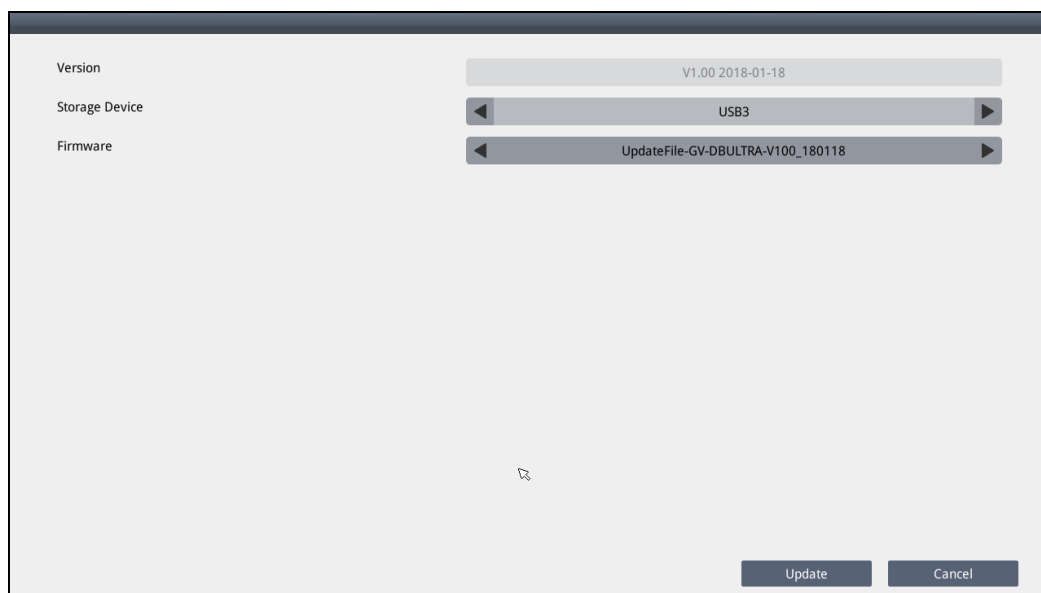 Version V1.00 2018-01-18
Storage Device USB3
Firmware UpdateFile-GV-DBULTRA-V100_180118
Update Cancel